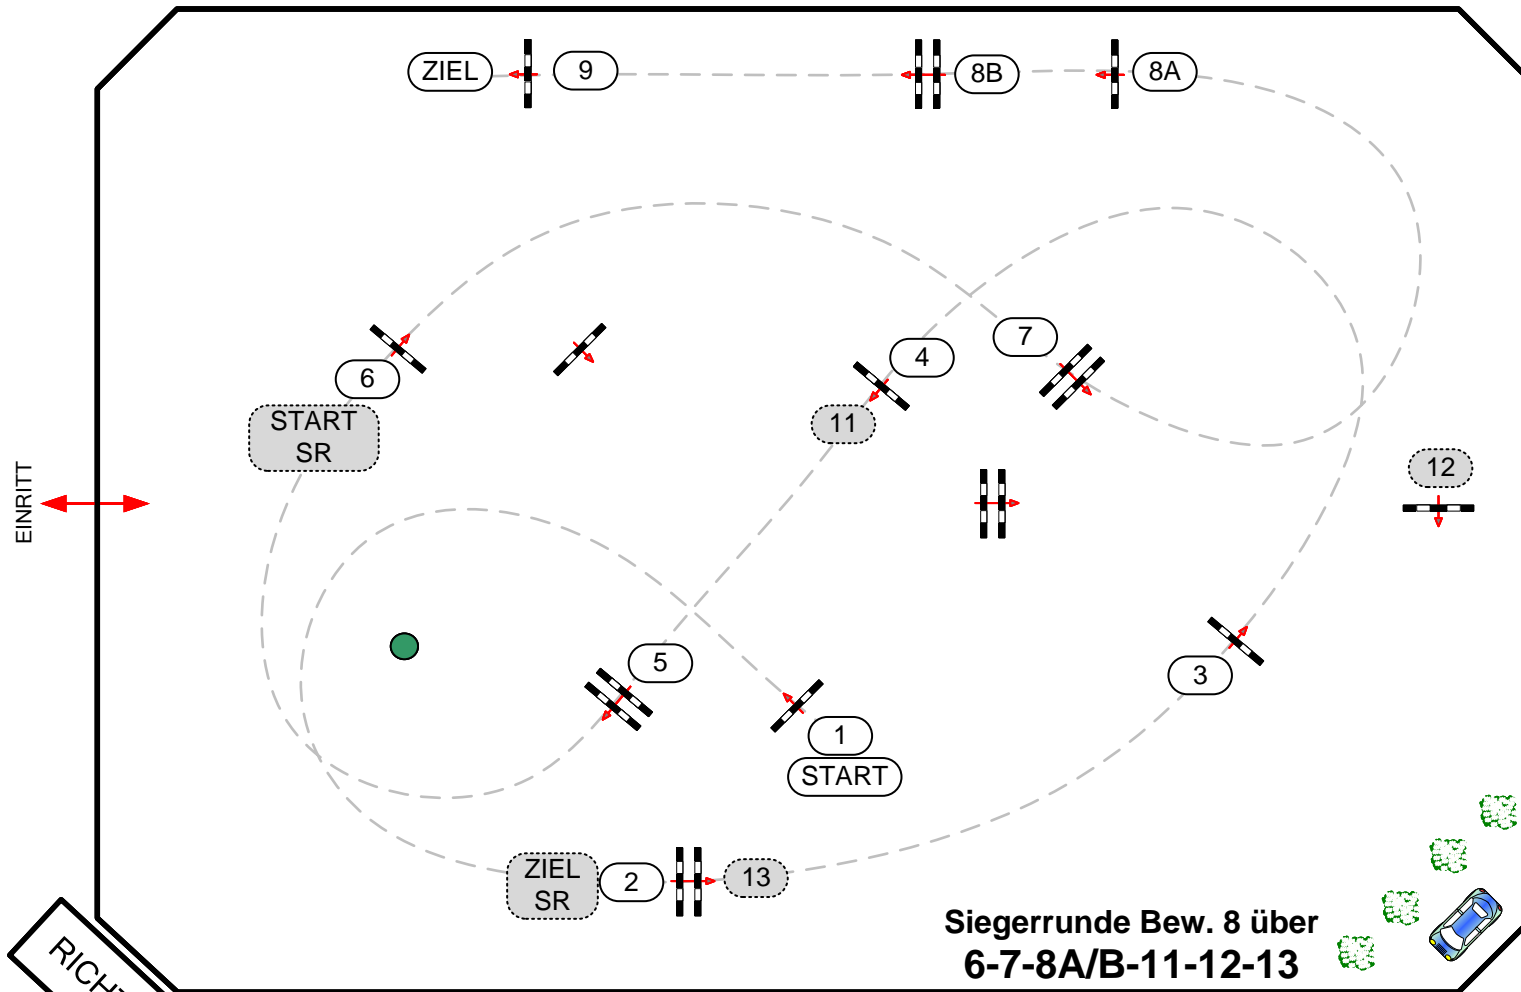 ZIEL
9
8B
8A
7
4
6
START
SR
11
12
EINRITT
5
3
1
START
ZIEL
SR
2
13
Siegerrunde Bew. 8 über
6-7-8A/B-11-12-13